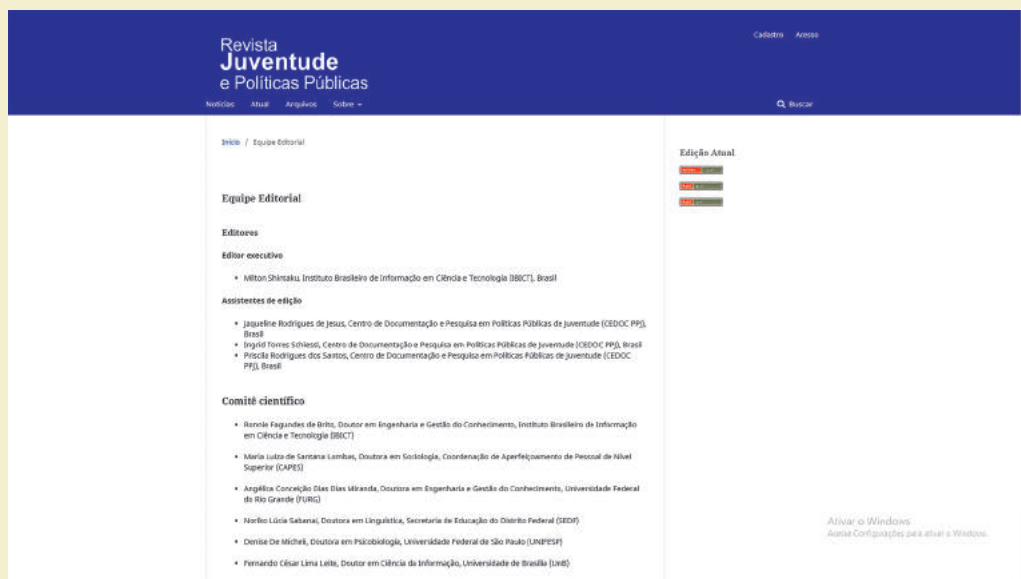 Cadastro Acesso
Revista
Juventude
e Políticas Públicas
Notícias Atual Arquivos Sobre
Buscar
Início / Equipe Editorial
Edição Atual
Equipe Editorial
Editores
Editor executivo
Milton Shintaku, Instituto Brasileiro de Informação em Ciência e Tecnologia (IBICT), Brasil
Assistentes de edição
Jaqueline Rodrigues de Jesus, Centro de Documentação e Pesquisa em Políticas Públicas de Juventude (CEDOC PPJ),
Brasil
Ingrid Torres Schiessl, Centro de Documentação e Pesquisa em Políticas Públicas de Juventude (CEDOC PPJ), Brasil
Priscila Rodrigues dos Santos, Centro de Documentação e Pesquisa em Políticas Públicas de Juventude (CEDOC
PPJ), Brasil
Comitê científico
Ronnie Fagundes de Brito, Doutor em Engenharia e Gestão do Conhecimento, Instituto Brasileiro de Informação
em Ciência e Tecnologia (IBICT)
Maria Luiza de Santana Lombas, Doutora em Sociologia, Coordenação de Aperfeiçoamento de Pessoal de Nível
Superior (CAPES)
Angélica Conceição Dias Dias Miranda, Doutora em Engenharia e Gestão do Conhecimento, Universidade Federal
do Rio Grande (FURG)
Noriko Lúcia Sabanai, Doutora em Linguística, Secretaria de Educação do Distrito Federal (SEDF)
Denise De Micheli, Doutora em Psicobiologia, Universidade Federal de São Paulo (UNIFESP)
Fernando César Lima Leite, Doutor em Ciência da Informação, Universidade de Brasília (UnB)
Ativar o Windows
Acesse Configurações para ativar o Windows.